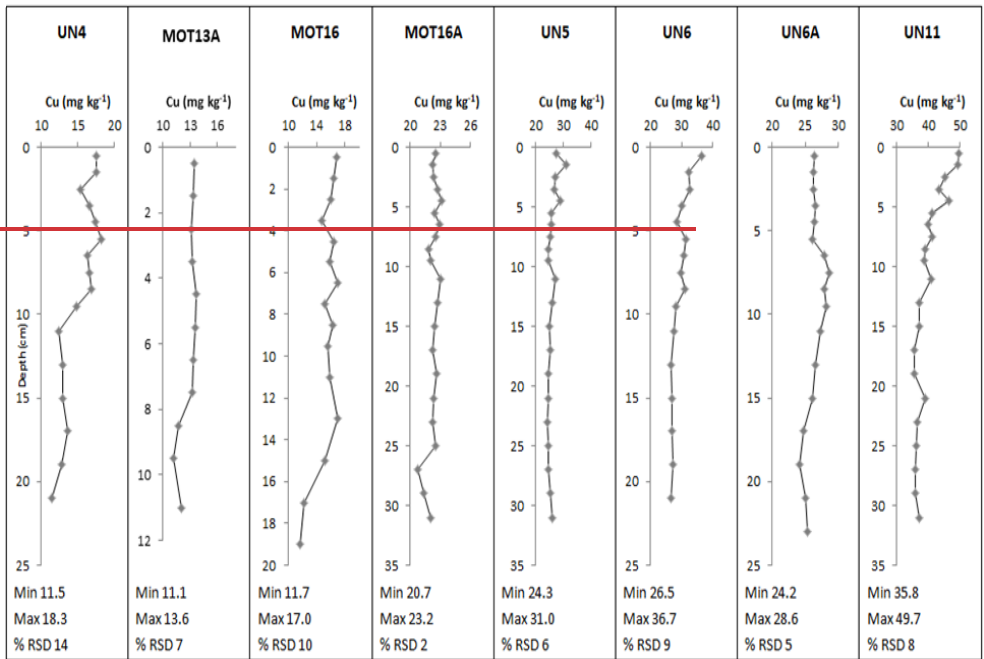 UN4 MOT13A MOT16 MOT16A UN5 UN6 UN6A UN11
Cu (mg kg⁻¹) Cu (mg kg⁻¹) Cu (mg kg⁻¹) Cu (mg kg⁻¹) Cu (mg kg⁻¹) Cu (mg kg⁻¹) Cu (mg kg⁻¹) Cu (mg kg⁻¹)
10 15 20 10 13 16 10 14 18 20 23 26 20 30 40 20 30 40 20 25 30 30 40 50
0 0 0 0 0 0 0 0
2 2
5 5 5 5 5 5
4 4
6 6
8 8
10 10 10 10 10 10 10 10
12 12
14
15 15 15 15 15 15
16
18
20 20 20 20 20 20 20
25 25 25 25 25
30 30 30
35 35 35
Depth (cm)
Min 11.5 Min 11.1 Min 11.7 Min 20.7 Min 24.3 Min 26.5 Min 24.2 Min 35.8
Max 18.3 Max 13.6 Max 17.0 Max 23.2 Max 31.0 Max 36.7 Max 28.6 Max 49.7
% RSD 14 % RSD 7 % RSD 10 % RSD 2 % RSD 6 % RSD 9 % RSD 5 % RSD 8